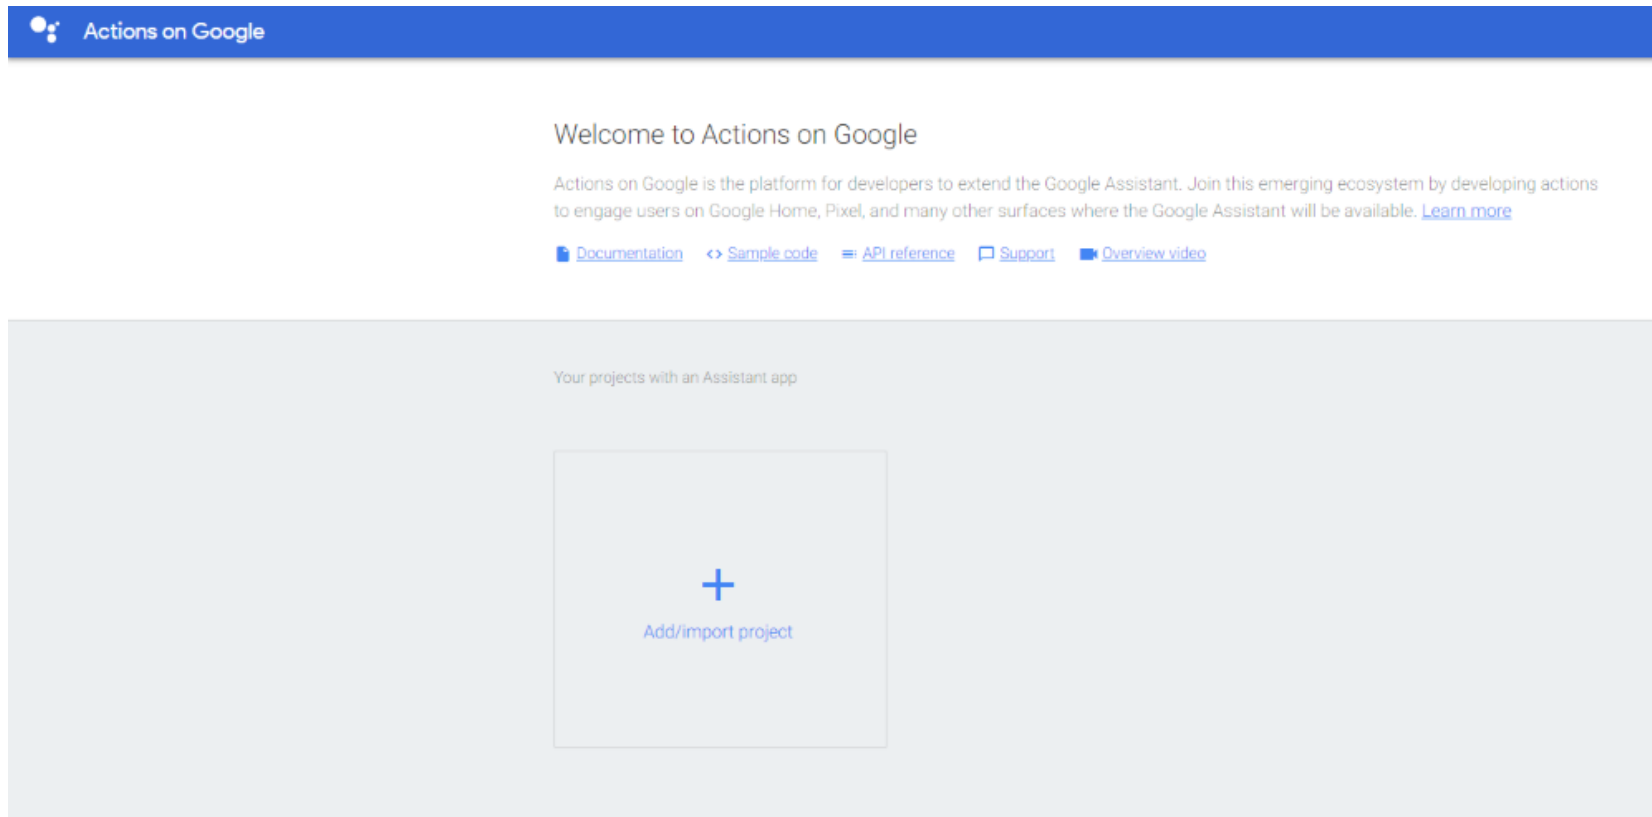 Actions on Google
Welcome to Actions on Google
Actions on Google is the platform for developers to extend the Google Assistant. Join this emerging ecosystem by developing actions
to engage users on Google Home, Pixel, and many other surfaces where the Google Assistant will be available. Learn more
Documentation <> Sample code API reference Support Overview video
Your projects with an Assistant app
+
Add/import project